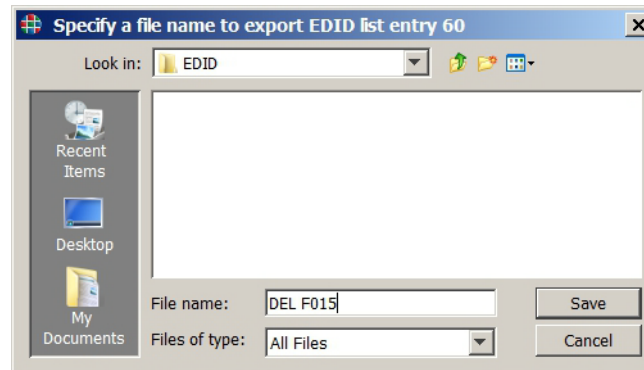 Specify a file name to export EDID list entry 60
Look in: EDID
Recent
Items
Desktop
My
Documents
File name: DEL F015
Save
Files of type: All Files
Cancel